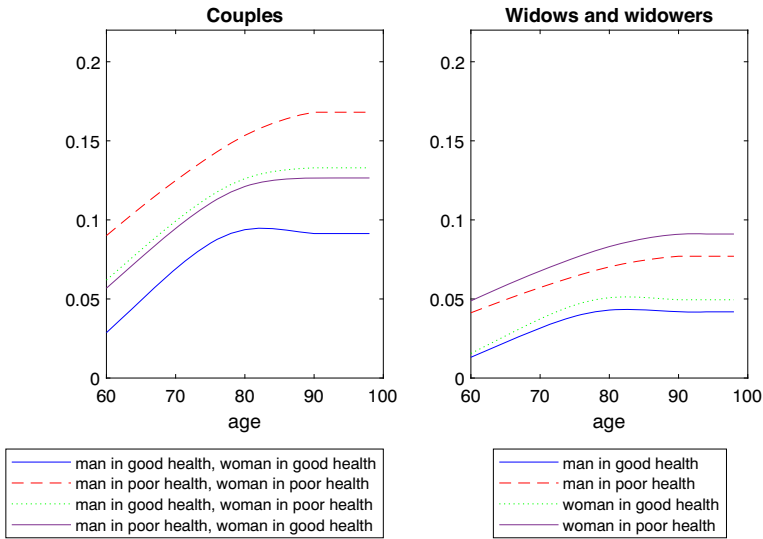 Couples
0.2
0.15
0.1
0.05
0
60 70 80 90 100
age
man in good health, woman in good health
man in poor health, woman in poor health
man in good health, woman in poor health
man in poor health, woman in good health
Widows and widowers
0.2
0.15
0.1
0.05
0
60 70 80 90 100
age
man in good health
man in poor health
woman in good health
woman in poor health